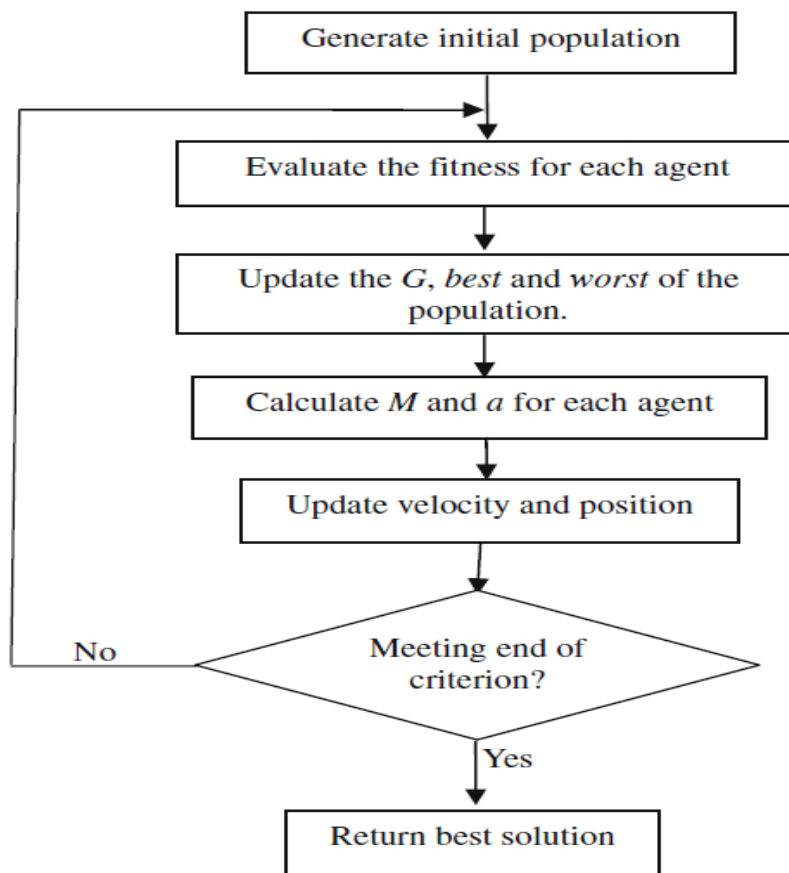 Generate initial population
Evaluate the fitness for each agent
Update the G, best and worst of the
population.
Calculate M and a for each agent
Update velocity and position
Meeting end of
criterion?
No
Yes
Return best solution